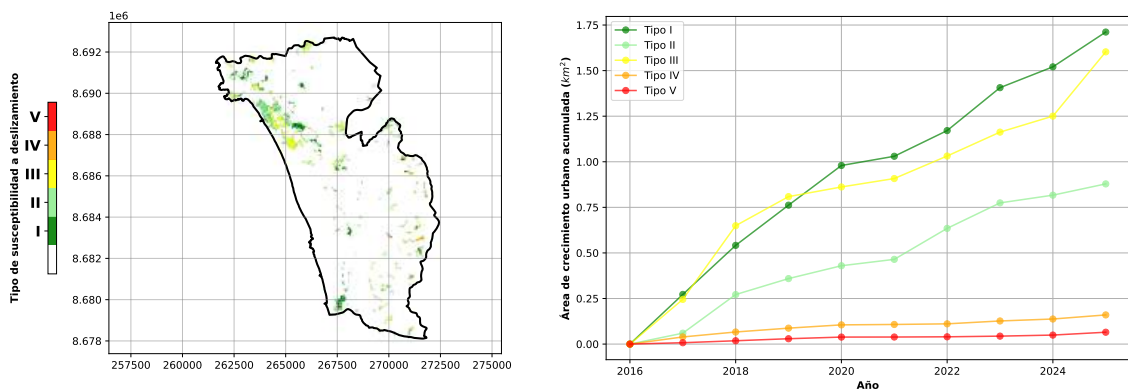 1e6
8.692
8.690
8.688
8.686
8.684
8.682
8.680
8.678
257500 260000 262500 265000 267500 270000 272500 275000
Tipo de susceptibilidad a deslizamiento
V
IV
III
II
I
Tipo I
Tipo II
Tipo III
Tipo IV
Tipo V
Área de crecimiento urbano acumulada (km²)
1.75
1.50
1.25
1.00
0.75
0.50
0.25
0.00
2016 2018 2020 2022 2024
Año